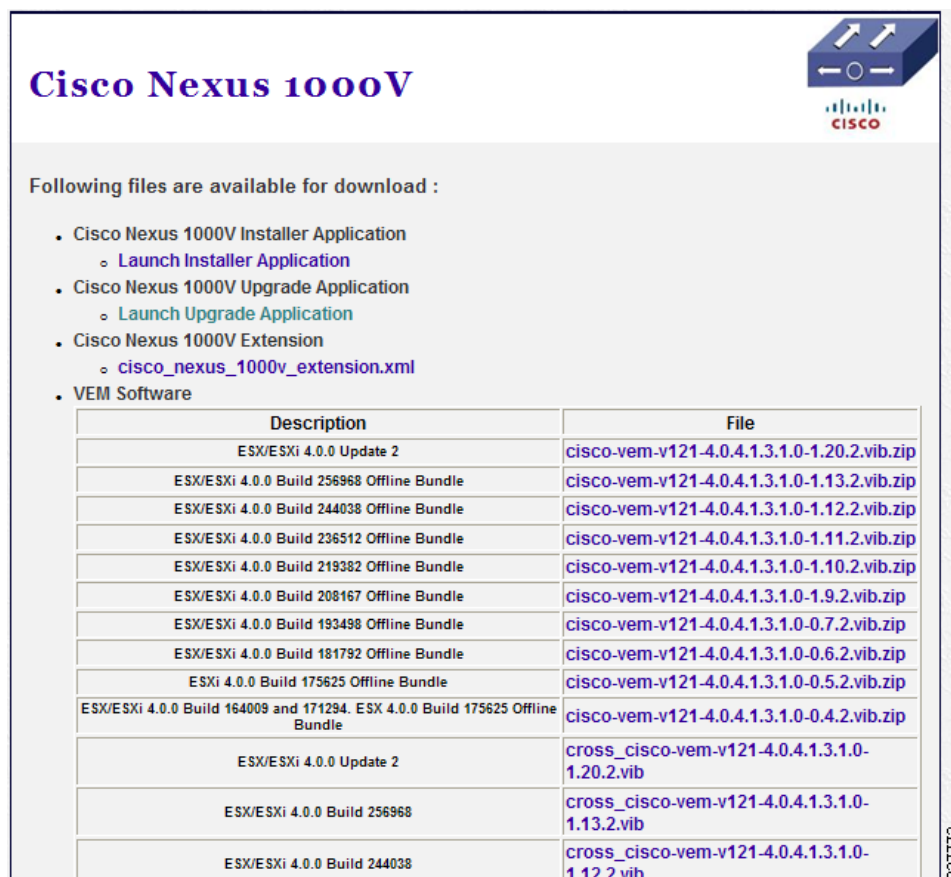 Cisco Nexus 1000V
CISCO
Following files are available for download :
Cisco Nexus 1000V Installer Application
Launch Installer Application
Cisco Nexus 1000V Upgrade Application
Launch Upgrade Application
Cisco Nexus 1000V Extension
cisco_nexus_1000v_extension.xml
VEM Software
Description File
ESX/ESXi 4.0.0 Update 2 cisco-vem-v121-4.0.4.1.3.1.0-1.20.2.vib.zip
ESX/ESXi 4.0.0 Build 256968 Offline Bundle cisco-vem-v121-4.0.4.1.3.1.0-1.13.2.vib.zip
ESX/ESXi 4.0.0 Build 244038 Offline Bundle cisco-vem-v121-4.0.4.1.3.1.0-1.12.2.vib.zip
ESX/ESXi 4.0.0 Build 236512 Offline Bundle cisco-vem-v121-4.0.4.1.3.1.0-1.11.2.vib.zip
ESX/ESXi 4.0.0 Build 219382 Offline Bundle cisco-vem-v121-4.0.4.1.3.1.0-1.10.2.vib.zip
ESX/ESXi 4.0.0 Build 208167 Offline Bundle cisco-vem-v121-4.0.4.1.3.1.0-1.9.2.vib.zip
ESX/ESXi 4.0.0 Build 193498 Offline Bundle cisco-vem-v121-4.0.4.1.3.1.0-0.7.2.vib.zip
ESX/ESXi 4.0.0 Build 181792 Offline Bundle cisco-vem-v121-4.0.4.1.3.1.0-0.6.2.vib.zip
ESXi 4.0.0 Build 175625 Offline Bundle cisco-vem-v121-4.0.4.1.3.1.0-0.5.2.vib.zip
ESX/ESXi 4.0.0 Build 164009 and 171294. ESX 4.0.0 Build 175625 Offline
Bundle
cisco-vem-v121-4.0.4.1.3.1.0-0.4.2.vib.zip
ESX/ESXi 4.0.0 Update 2
cross_cisco-vem-v121-4.0.4.1.3.1.0-
1.20.2.vib
ESX/ESXi 4.0.0 Build 256968
cross_cisco-vem-v121-4.0.4.1.3.1.0-
1.13.2.vib
ESX/ESXi 4.0.0 Build 244038
cross_cisco-vem-v121-4.0.4.1.3.1.0-
1.12.2.vib